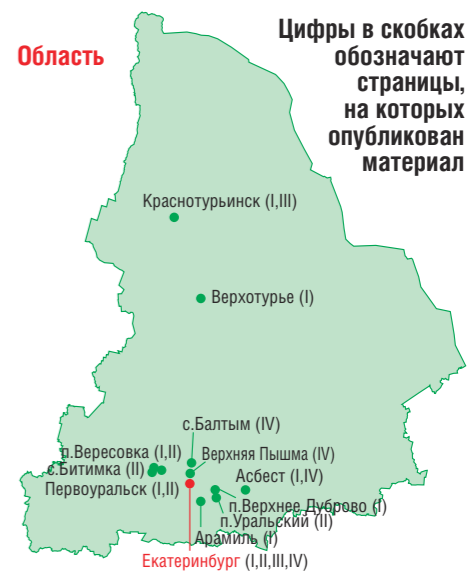 Область
Цифры в скобках
обозначают
страницы,
на которых
опубликован
материал
Краснотурьинск (I,III)
Верхотурье (I)
с.Балтым (IV)
п.Вересовка (I,II)
Верхняя Пышма (IV)
с.Битимка (II)
Асбест (I,IV)
Первоуральск (I,II)
п.Верхнее Дуброво (I)
п.Уральский (II)
Арамиль (I)
Екатеринбург (I,II,III,IV)